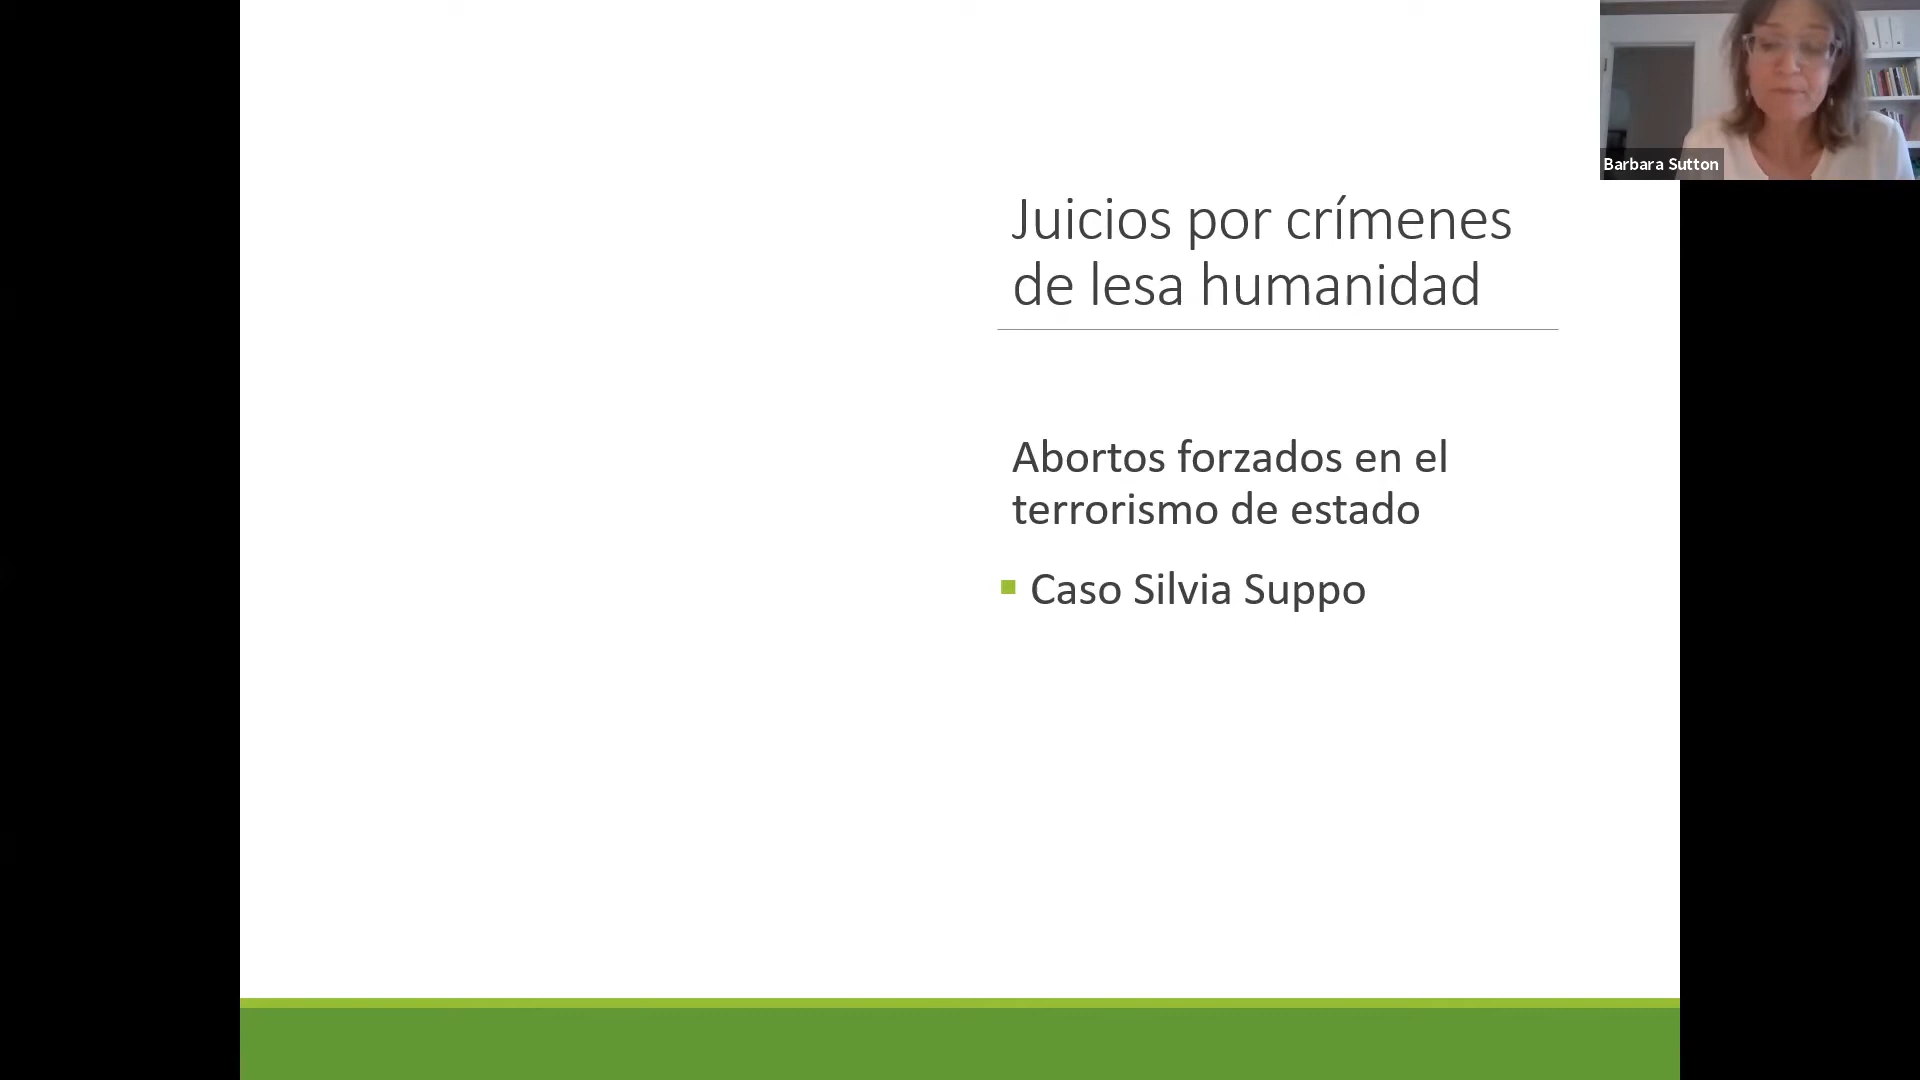 Barbara Sutton
Juicios por crímenes
de lesa humanidad
Abortos forzados en el
terrorismo de estado
Caso Silvia Suppo